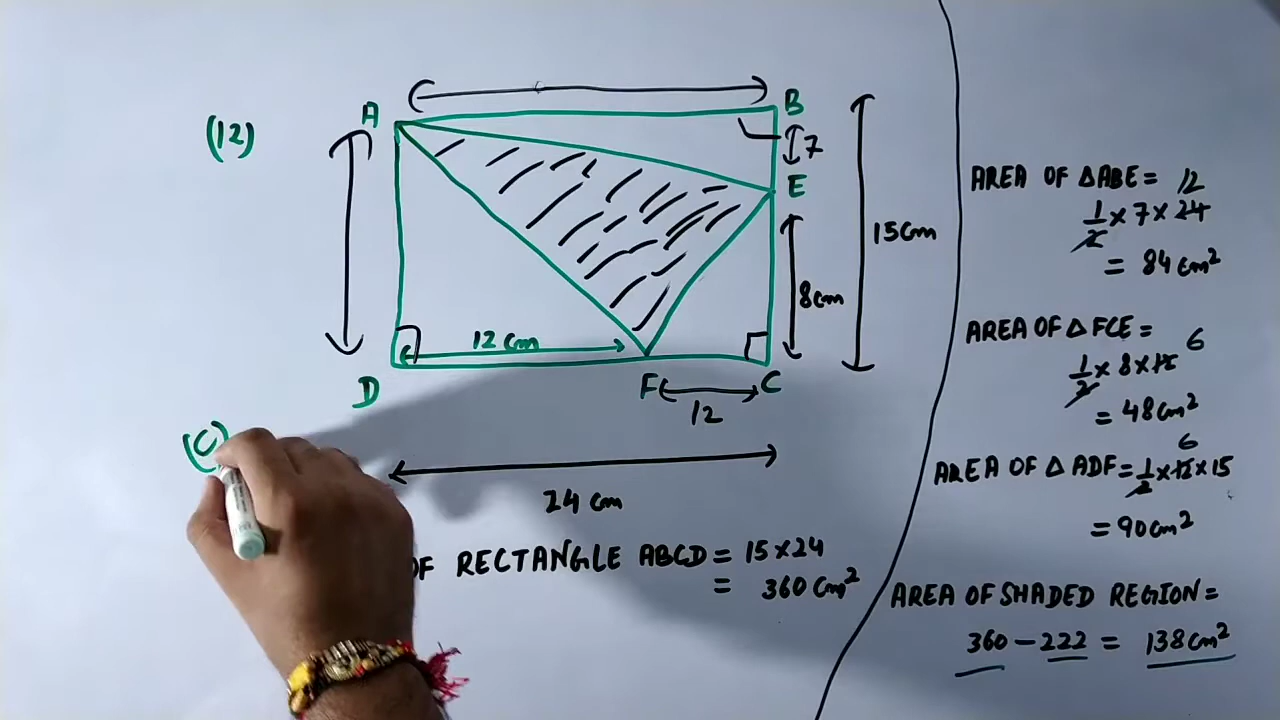 (12)
A
B
7
E
15cm
8cm
12 cm
D
F
C
12
24 cm
(C)
OF RECTANGLE ABCD = 15 x 24
= 360 cm²
AREA OF △ABE = 12
1/2 x 7 x 24
= 84 cm²
AREA OF △ FCE =
1/2 x 8 x 12 6
= 48 cm²
6
AREA OF △ ADF = 1/2 x 12 x 15
= 90 cm²
AREA OF SHADED REGION =
360 - 222 = 138 cm²